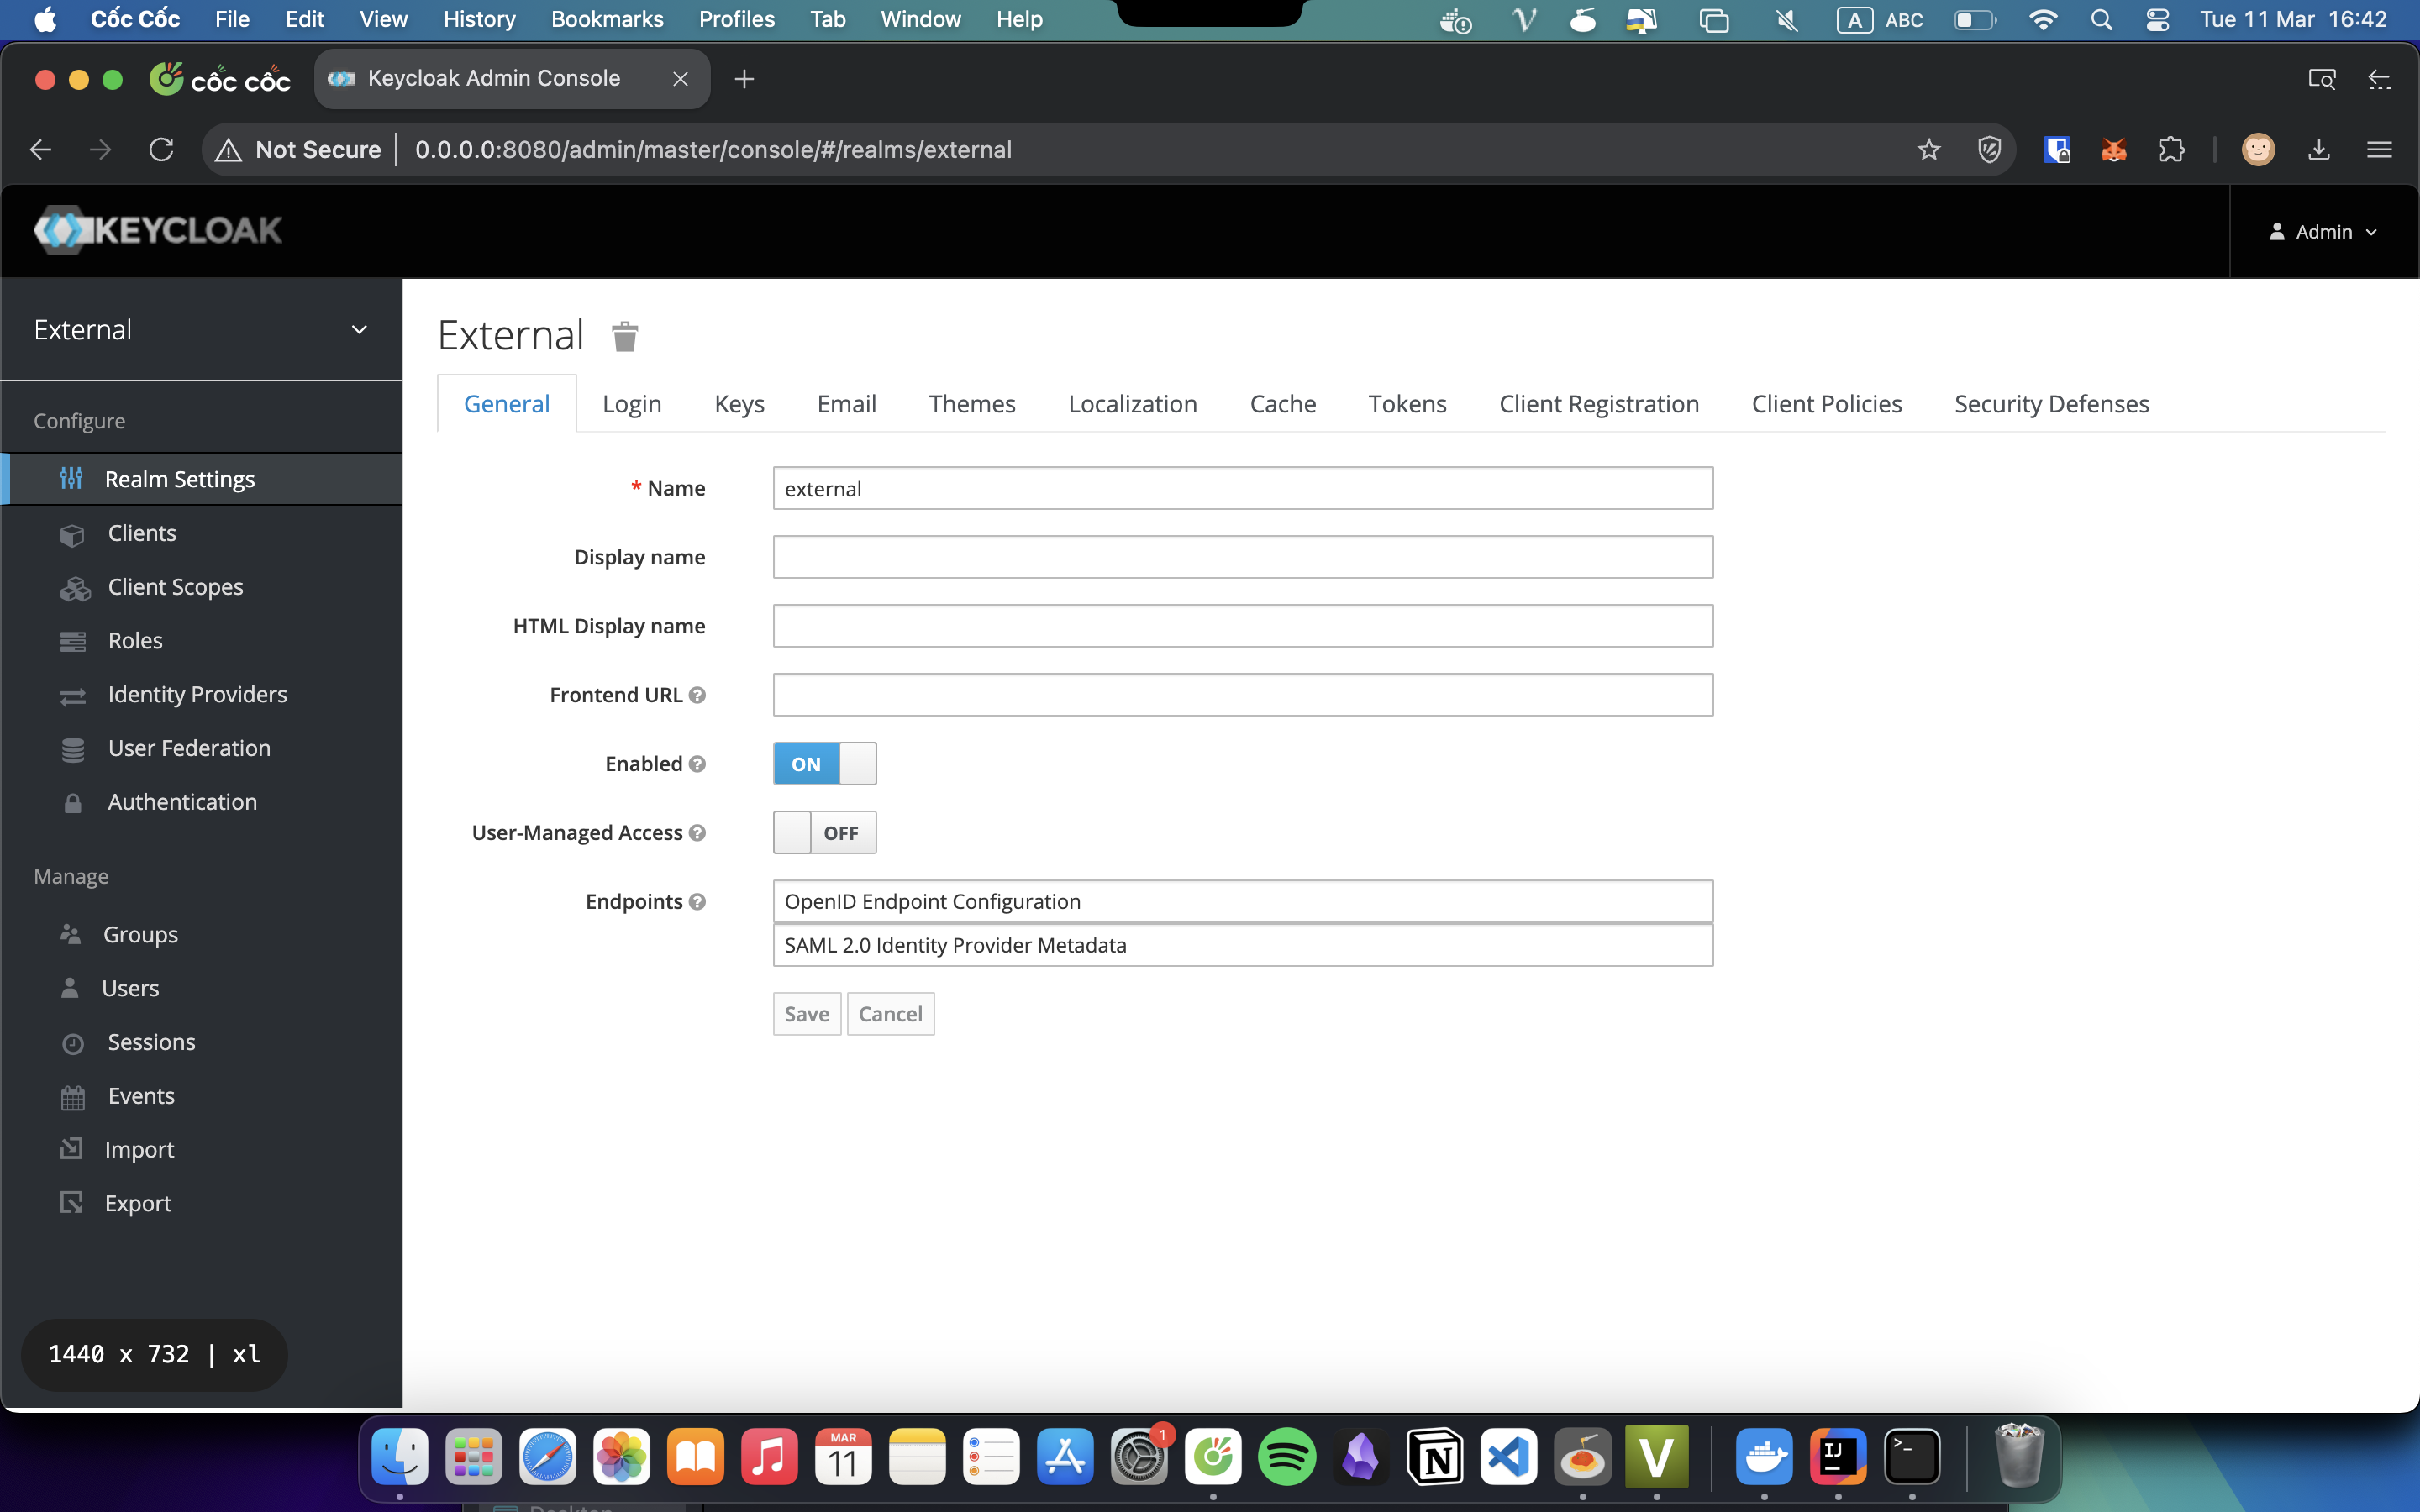 Cốc Cốc File Edit View History Bookmarks Profiles Tab Window Help A ABC Tue 11 Mar 16:42
cốc cốc Keycloak Admin Console
Not Secure 0.0.0.0:8080/admin/master/console/#/realms/external
KEYCLOAK Admin
External
Configure
Realm Settings
Clients
Client Scopes
Roles
Identity Providers
User Federation
Authentication
Manage
Groups
Users
Sessions
Events
Import
Export
1440 x 732 | xl
External
General Login Keys Email Themes Localization Cache Tokens Client Registration Client Policies Security Defenses
* Name external
Display name
HTML Display name
Frontend URL
Enabled ON
User-Managed Access OFF
Endpoints OpenID Endpoint Configuration
SAML 2.0 Identity Provider Metadata
Save Cancel
MAR
11
1
N
V
IJ
>_